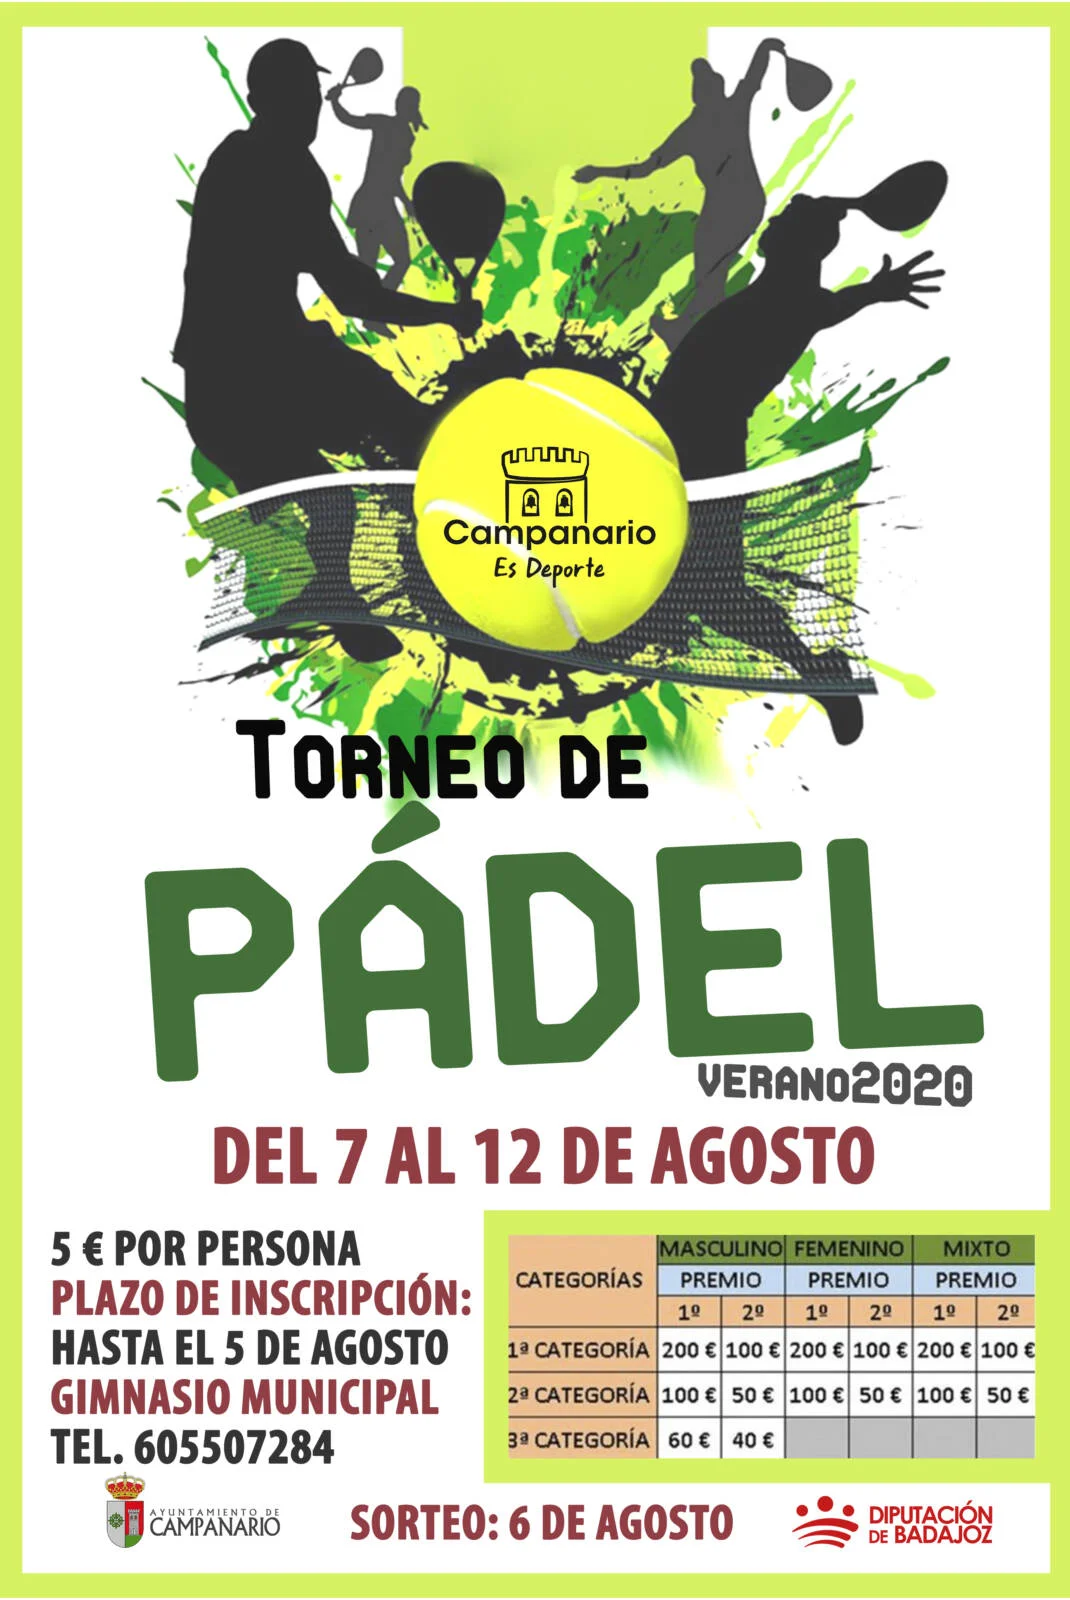 Campanario
Es Deporte
TORNEO DE
PÁDEL
VERANO2020
DEL 7 AL 12 DE AGOSTO
5 € POR PERSONA
PLAZO DE INSCRIPCIÓN:
HASTA EL 5 DE AGOSTO
GIMNASIO MUNICIPAL
TEL. 605507284
CATEGORÍAS MASCULINO FEMENINO MIXTO
PREMIO PREMIO PREMIO
1º 2º 1º 2º 1º 2º
1ª CATEGORÍA 200 € 100 € 200 € 100 € 200 € 100 €
2ª CATEGORÍA 100 € 50 € 100 € 50 € 100 € 50 €
3ª CATEGORÍA 60 € 40 €
AYUNTAMIENTO DE
CAMPANARIO
SORTEO: 6 DE AGOSTO
DIPUTACIÓN
DE BADAJOZ